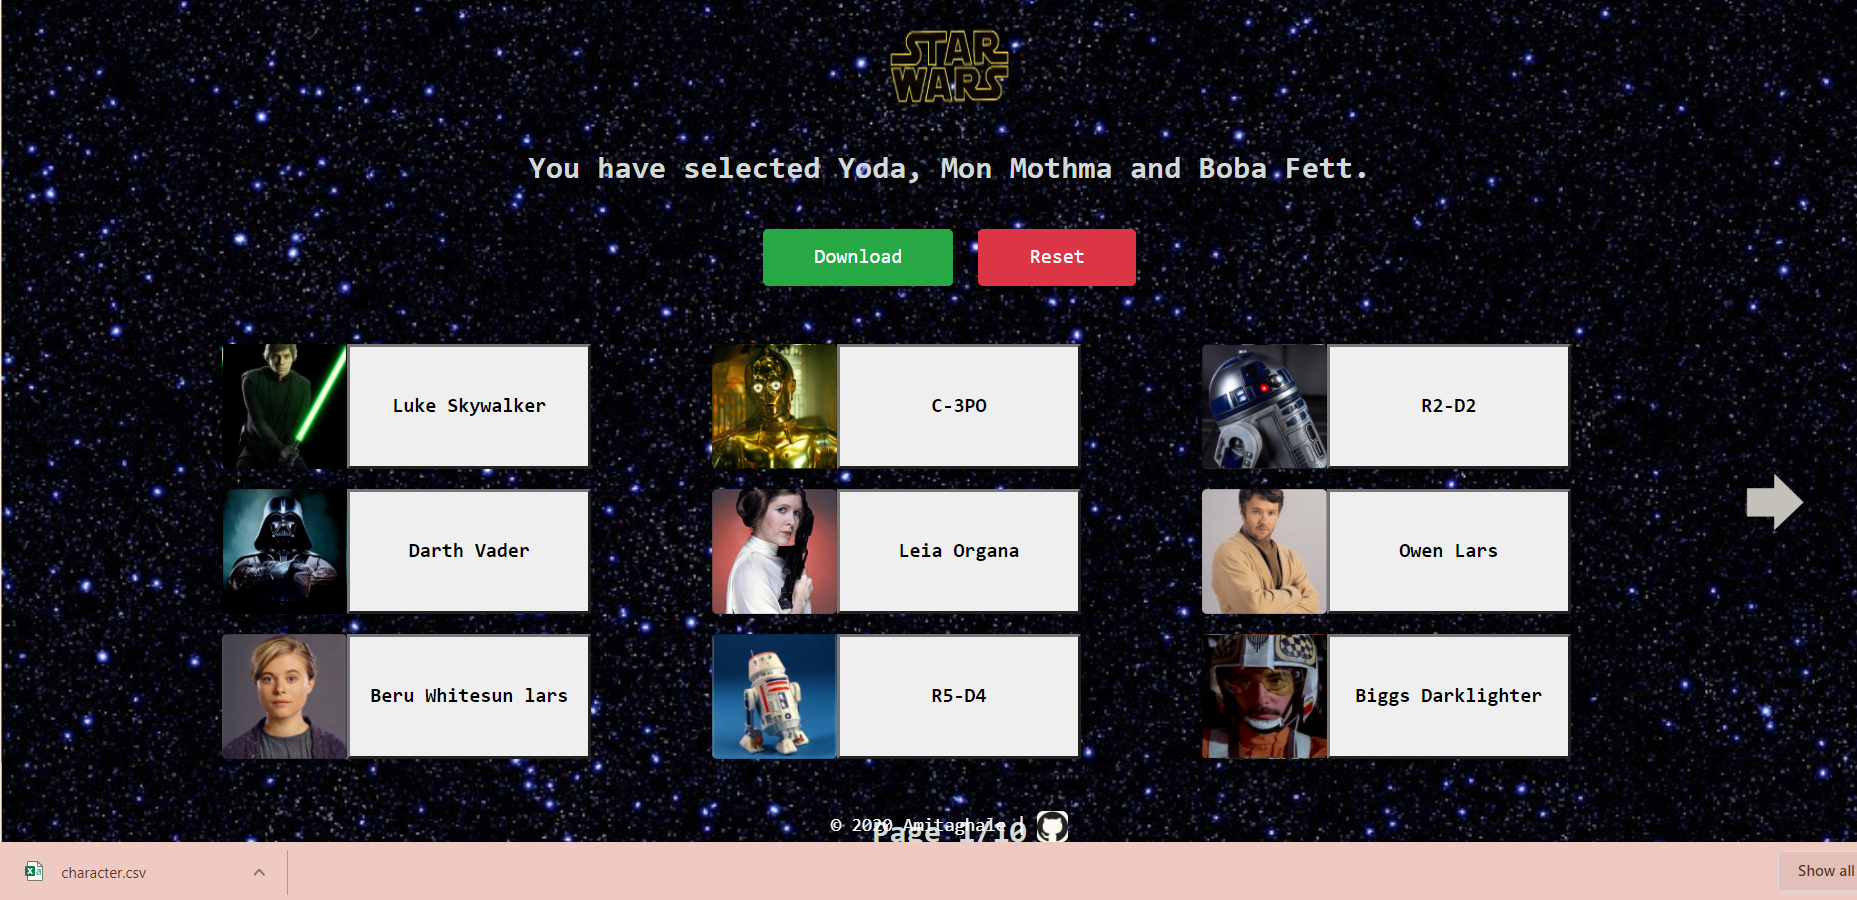 STAR
WARS
You have selected Yoda, Mon Mothma and Boba Fett.
Download Reset
Luke Skywalker C-3PO R2-D2
Darth Vader Leia Organa Owen Lars
Beru Whitesun lars R5-D4 Biggs Darklighter
© 2020 Amitaghale |
Page 1/10
character.csv Show all